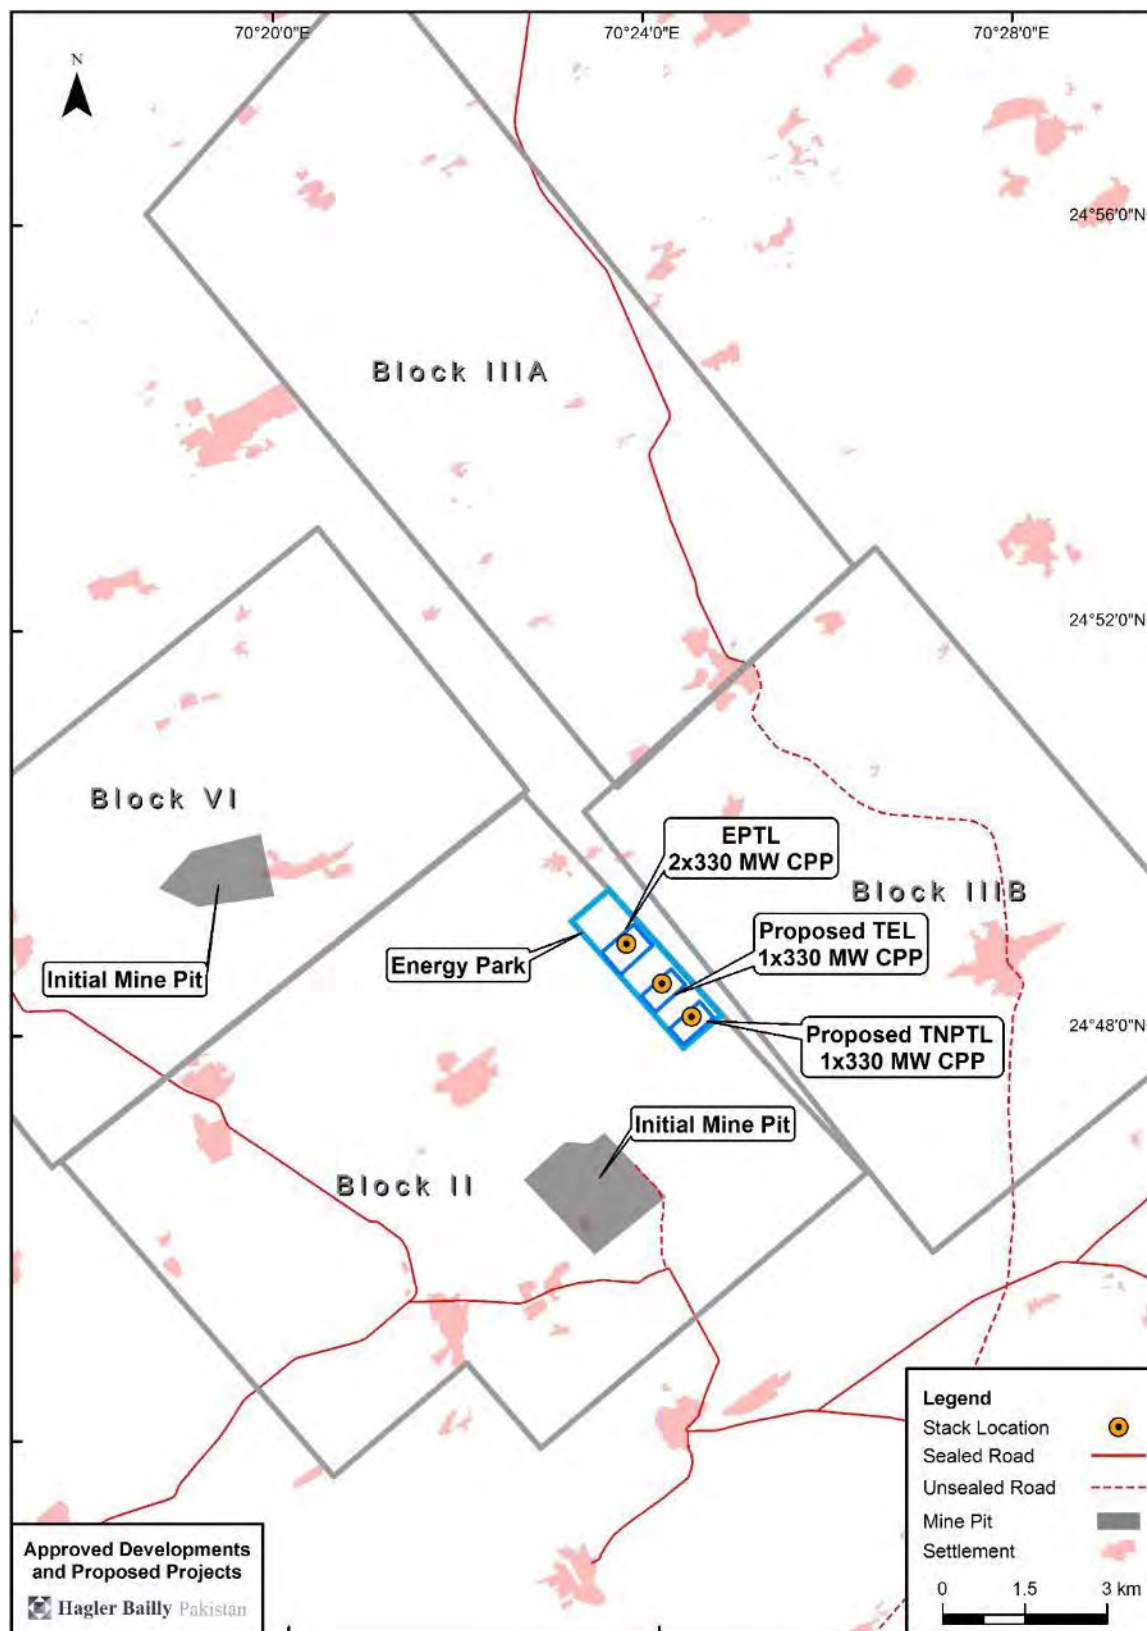 70°20'0"E
70°24'0"E
70°28'0"E
N
24°56'0"N
Block IIIA
24°52'0"N
Block VI
EPTL
2x330 MW CPP
Block IIIB
Proposed TEL
1x330 MW CPP
Energy Park
Initial Mine Pit
24°48'0"N
Proposed TNPTL
1x330 MW CPP
Initial Mine Pit
Block II
Legend
Stack Location
Sealed Road
Unsealed Road
Mine Pit
Settlement
0 1.5 3 km
Approved Developments
and Proposed Projects
Hagler Bailly Pakistan